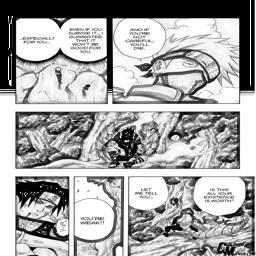 AND IF
YOU'RE
NOT
CAREFUL,
YOU'LL
DIE.
EVEN IF YOU
SURVIVE IT... I
GUARANTEE
THAT IT
WON'T BE
GOOD FOR
YOU.
...ESPECIALLY
FOR YOU...
IS THIS
ALL YOUR
EXISTENCE
IS WORTH?
LET
ME TELL
YOU...
YOU'RE
WEAK!!